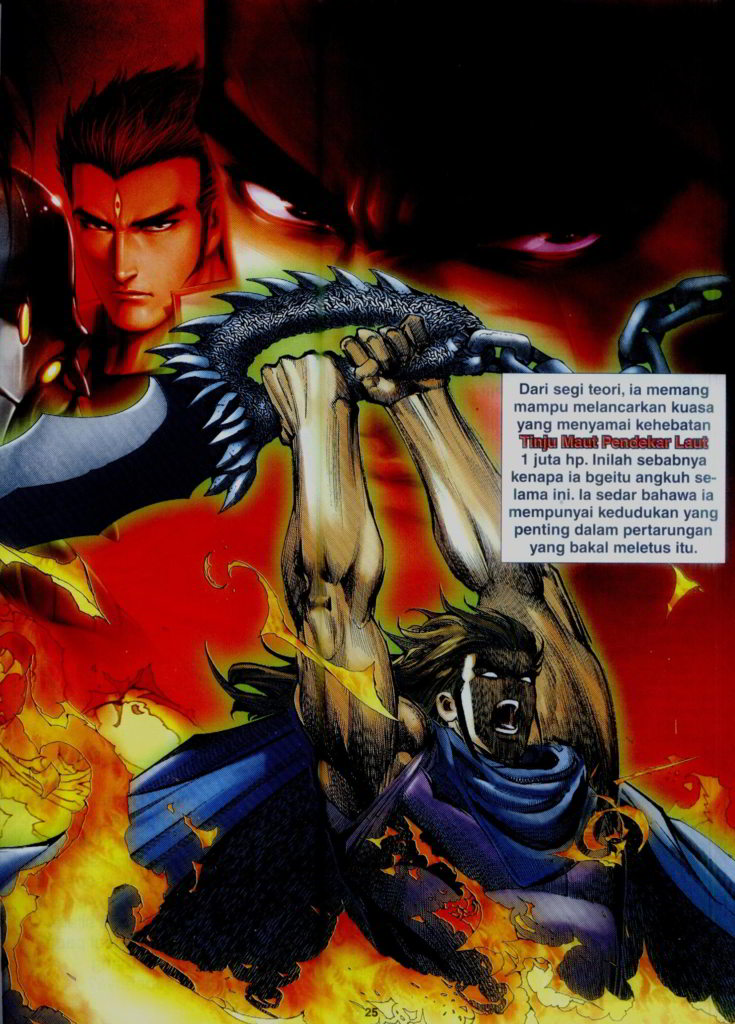 Dari segi teori, ia memang
mampu melancarkan kuasa
yang menyamai kehebatan
Tinju Maut Pendekar Laut
1 juta hp. Inilah sebabnya
kenapa ia bgeitu angkuh se-
lama ini. Ia sedar bahawa ia
mempunyai kedudukan yang
penting dalam pertarungan
yang bakal meletus itu.
25